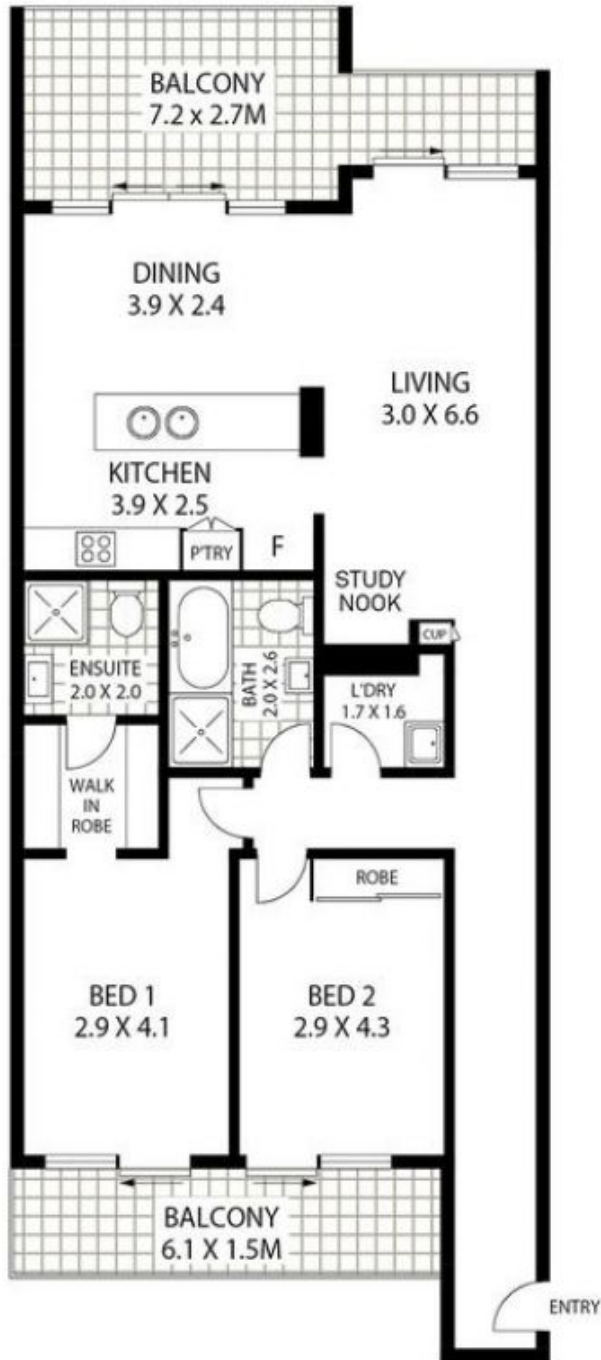 BALCONY
7.2 x 2.7M
DINING
3.9 X 2.4
LIVING
3.0 X 6.6
KITCHEN
3.9 X 2.5
P'TRY
F
STUDY
NOOK
CUP
ENSUITE
2.0 X 2.0
BATH
2.0 X 2.6
L'DRY
1.7 X 1.6
WALK
IN
ROBE
ROBE
BED 1
2.9 X 4.1
BED 2
2.9 X 4.3
BALCONY
6.1 X 1.5M
ENTRY